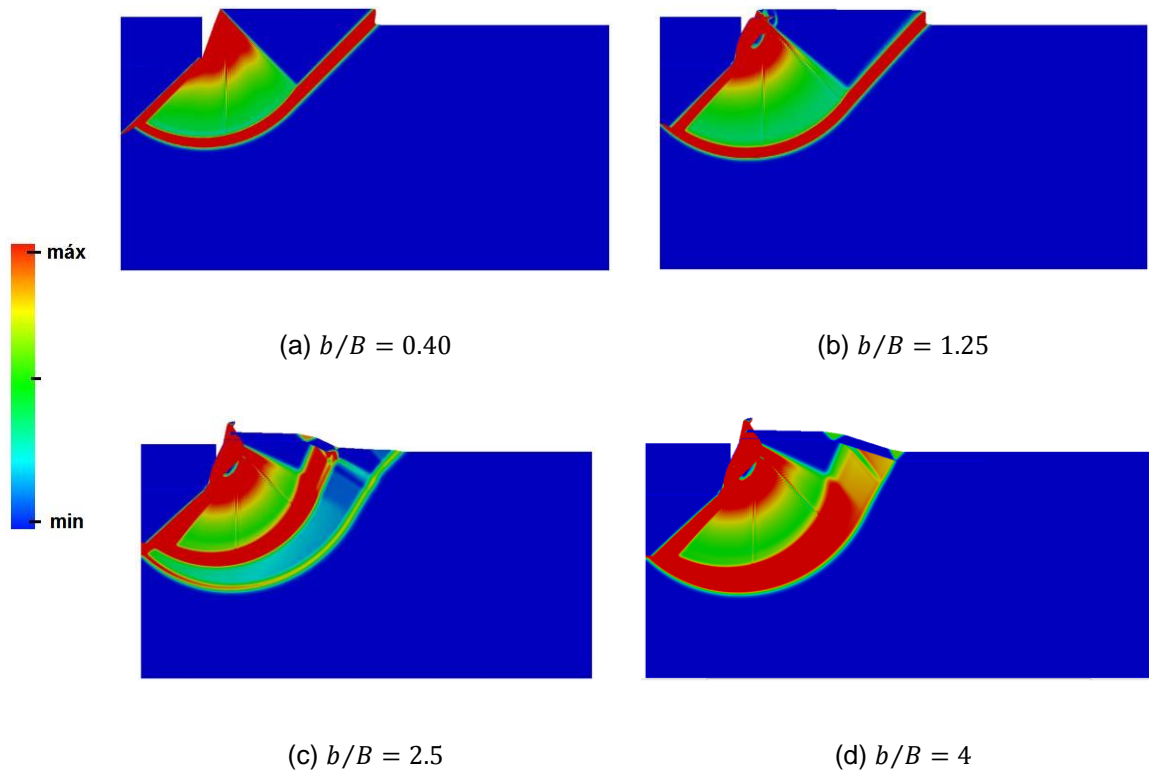 (a) b/B = 0.40
(b) b/B = 1.25
máx
min
(c) b/B = 2.5
(d) b/B = 4